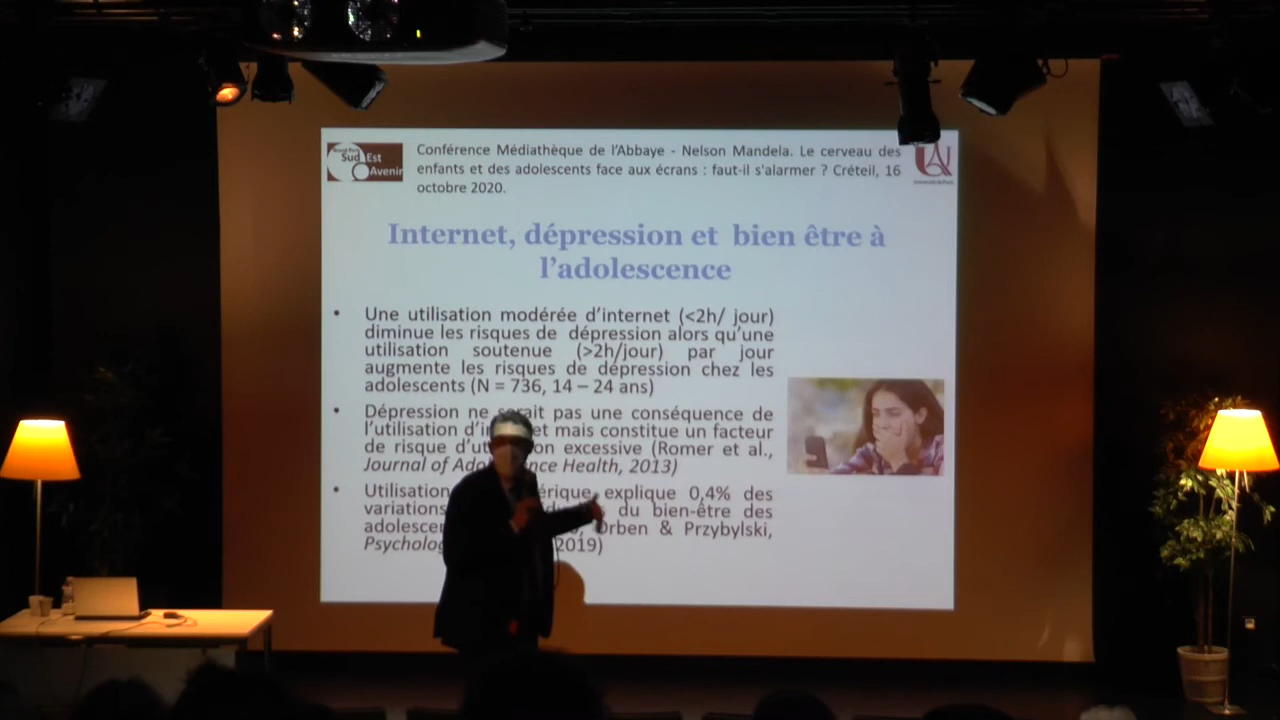 Sud Est
Avenir
Conférence Médiathèque de l'Abbaye - Nelson Mandela. Le cerveau des
enfants et des adolescents face aux écrans : faut-il s'alarmer ? Créteil, 16
octobre 2020.
Internet, dépression et bien être à
l'adolescence
• Une utilisation modérée d'internet (<2h/ jour)
diminue les risques de dépression alors qu'une
utilisation soutenue (>2h/jour) par jour
augmente les risques de dépression chez les
adolescents (N = 736, 14 – 24 ans)
• Dépression ne serait pas une conséquence de
l'utilisation mais constitue un facteur
de risque excessive (Romer et al.,
Journal of Health, 2013)
• Utilisation explique 0,4% des
variations du bien-être des
Orben & Przybylski,
2019)